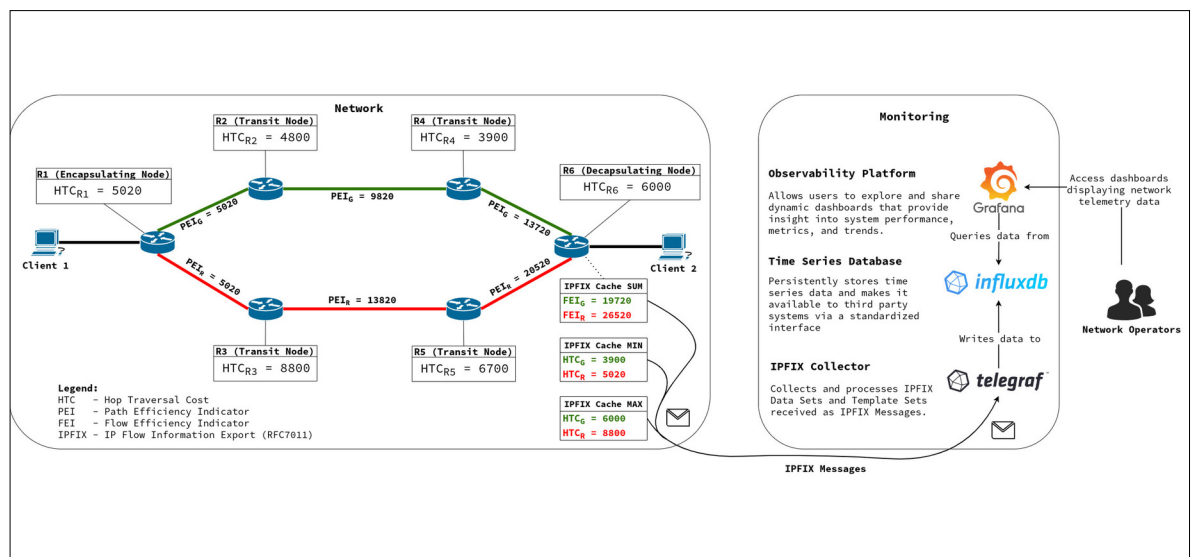 Network
R2 (Transit Node)
HTCR2 = 4800
R4 (Transit Node)
HTCR4 = 3900
R1 (Encapsulating Node)
HTCR1 = 5020
R6 (Decapsulating Node)
HTCR6 = 6000
PEIG = 5020
PEIG = 9820
PEIG = 13720
Client 1
Client 2
PEIR = 5020
PEIR = 13820
PEIR = 20520
R3 (Transit Node)
HTCR3 = 8800
R5 (Transit Node)
HTCR5 = 6700
IPFIX Cache SUM
FEIG = 19720
FEIR = 26520
IPFIX Cache MIN
HTCG = 3900
HTCR = 5020
IPFIX Cache MAX
HTCG = 6000
HTCR = 8800
Legend:
HTC - Hop Traversal Cost
PEI - Path Efficiency Indicator
FEI - Flow Efficiency Indicator
IPFIX - IP Flow Information Export (RFC7011)
IPFIX Messages
Monitoring
Observability Platform
Allows users to explore and share
dynamic dashboards that provide
insight into system performance,
metrics, and trends.
Grafana
Queries data from
Time Series Database
Persistently stores time
series data and makes it
available to third party
systems via a standardized
interface
influxdb
Writes data to
IPFIX Collector
Collects and processes IPFIX
Data Sets and Template Sets
received as IPFIX Messages.
telegraf™
Access dashboards
displaying network
telemetry data
Network Operators